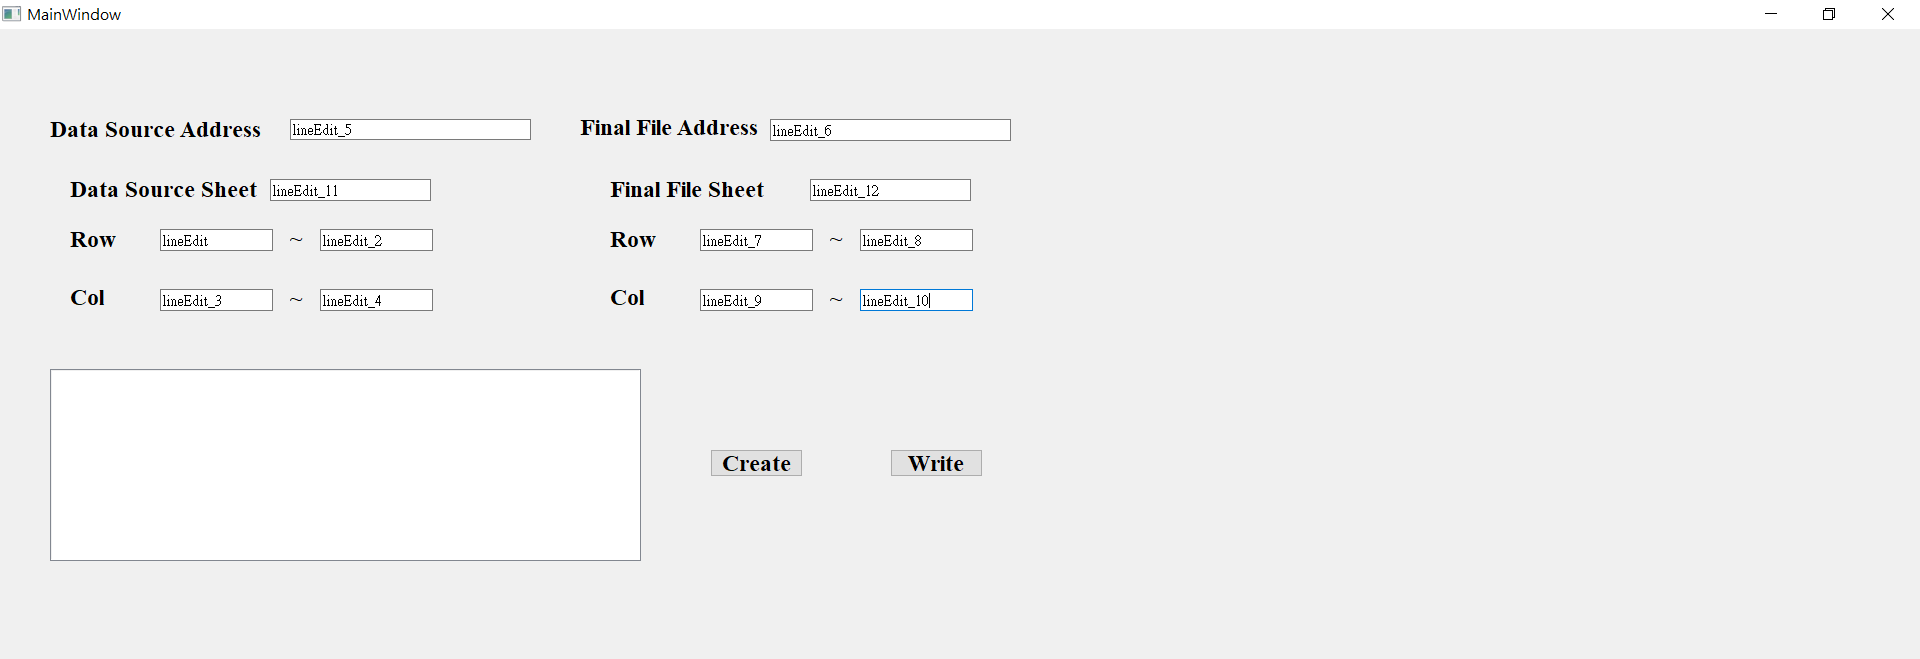 MainWindow
Data Source Address lineEdit_5 Final File Address lineEdit_6
Data Source Sheet lineEdit_11 Final File Sheet lineEdit_12
Row lineEdit ~ lineEdit_2 Row lineEdit_7 ~ lineEdit_8
Col lineEdit_3 ~ lineEdit_4 Col lineEdit_9 ~ lineEdit_10
Create Write